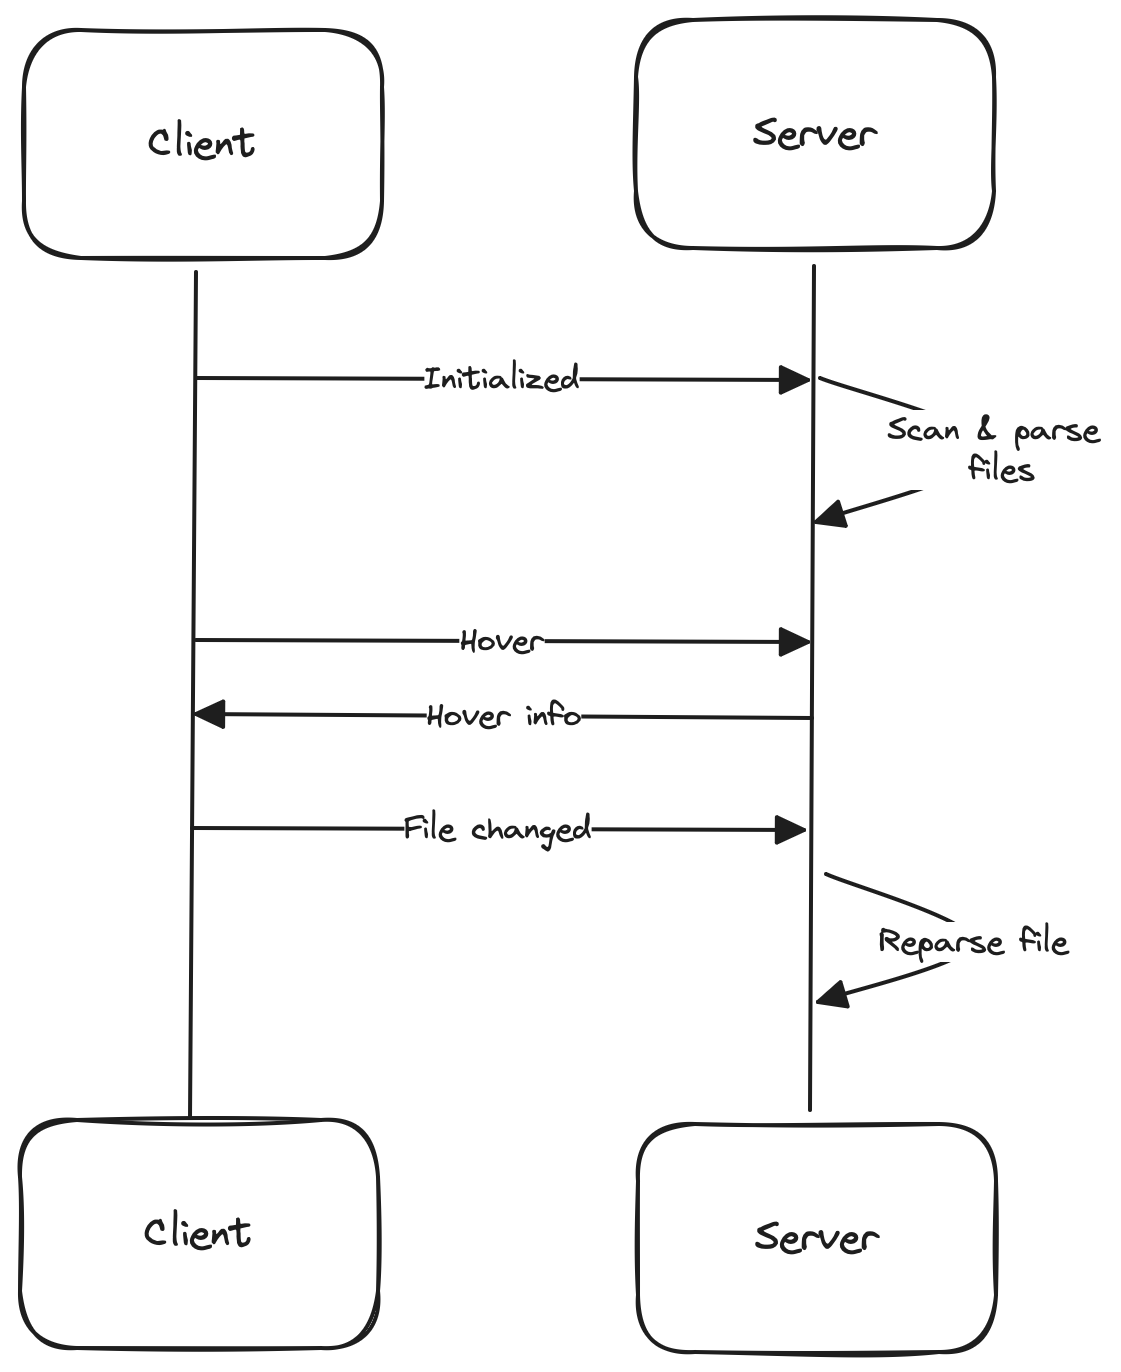 Client
Server
Initialized
Scan & parse
files
Hover
Hover info
File changed
Reparse file
Client
Server